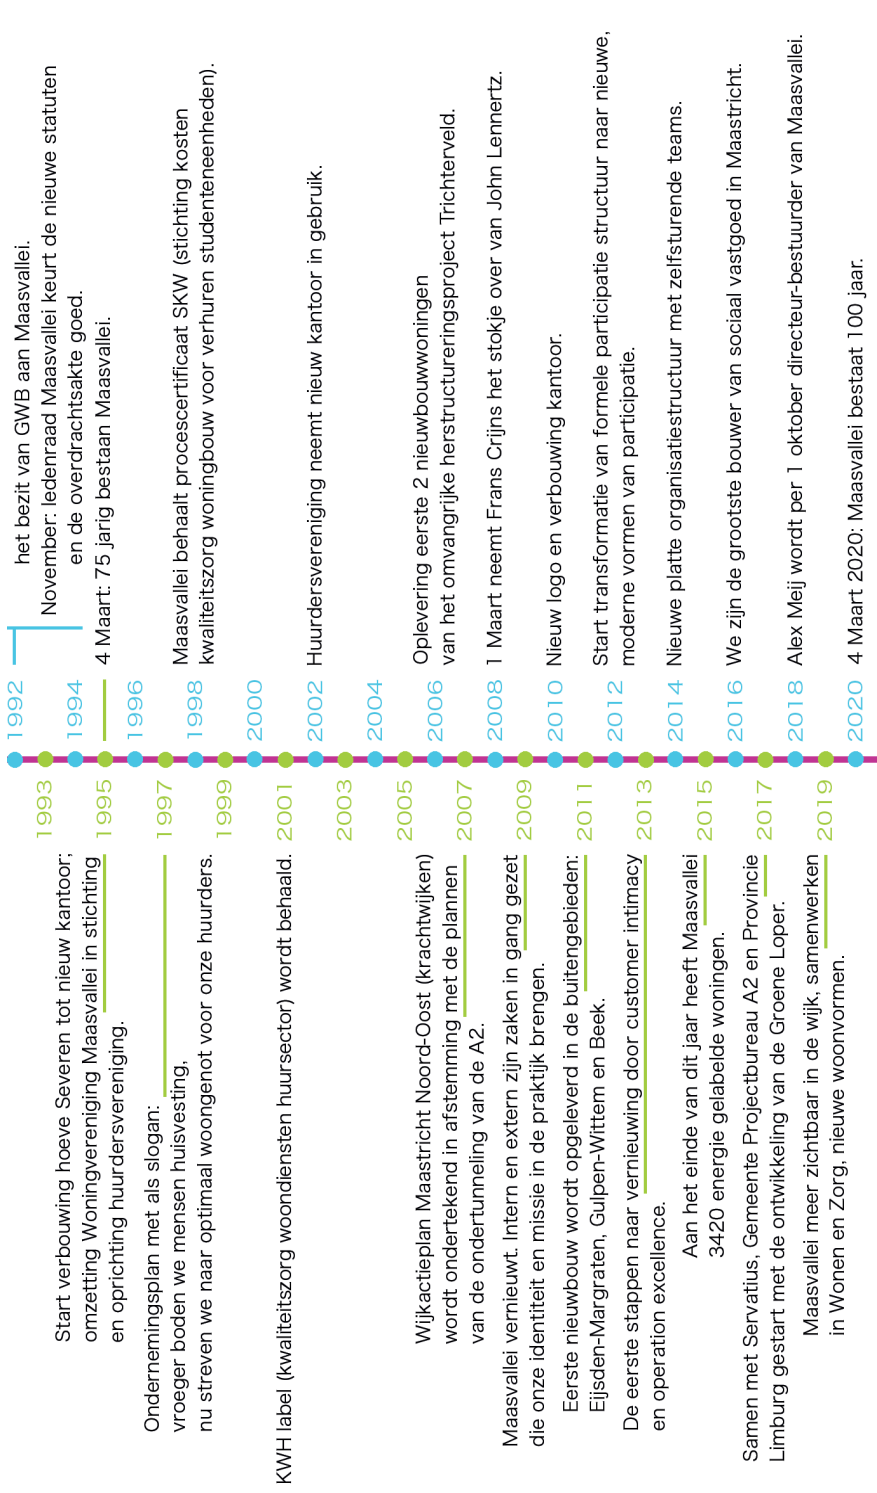 het bezit van GWB aan Maasvallei.
November: ledenraad Maasvallei keurt de nieuwe statuten
en de overdrachtsakte goed.
4 Maart: 75 jarig bestaan Maasvallei.
Maasvallei behaalt procescertificaat SKW (stichting kosten
kwaliteitszorg woningbouw voor verhuren studenteneenheden).
Huurdersvereniging neemt nieuw kantoor in gebruik.
Oplevering eerste 2 nieuwbouwwoningen
van het omvangrijke herstructureringsproject Trichterveld.
1 Maart neemt Frans Crijns het stokje over van John Lennertz.
Nieuw logo en verbouwing kantoor.
Start transformatie van formele participatie structuur naar nieuwe,
moderne vormen van participatie.
Nieuwe platte organisatiestructuur met zelfsturende teams.
We zijn de grootste bouwer van sociaal vastgoed in Maastricht.
Alex Meij wordt per 1 oktober directeur-bestuurder van Maasvallei.
4 Maart 2020: Maasvallei bestaat 100 jaar.
1992
1994
1996
1998
2000
2002
2004
2006
2008
2010
2012
2014
2016
2018
2020
1993
1995
1997
1999
2001
2003
2005
2007
2009
2011
2013
2015
2017
2019
Start verbouwing hoeve Severen tot nieuw kantoor;
omzetting Woningvereniging Maasvallei in stichting
en oprichting huurdersvereniging.
Ondernemingsplan met als slogan:
vroeger boden we mensen huisvesting,
nu streven we naar optimaal woongenot voor onze huurders.
KWH label (kwaliteitszorg woondiensten huursector) wordt behaald.
Wijkactieplan Maastricht Noord-Oost (krachtwijken)
wordt ondertekend in afstemming met de plannen
van de ondertunneling van de A2.
Maasvallei vernieuwt. Intern en extern zijn zaken in gang gezet
die onze identiteit en missie in de praktijk brengen.
Eerste nieuwbouw wordt opgeleverd in de buitengebieden:
Eijsden-Margraten, Gulpen-Wittem en Beek.
De eerste stappen naar vernieuwing door customer intimacy
en operation excellence.
Aan het einde van dit jaar heeft Maasvallei
3420 energie gelabelde woningen.
Samen met Servatius, Gemeente Projectbureau A2 en Provincie
Limburg gestart met de ontwikkeling van de Groene Loper.
Maasvallei meer zichtbaar in de wijk, samenwerken
in Wonen en Zorg, nieuwe woonvormen.